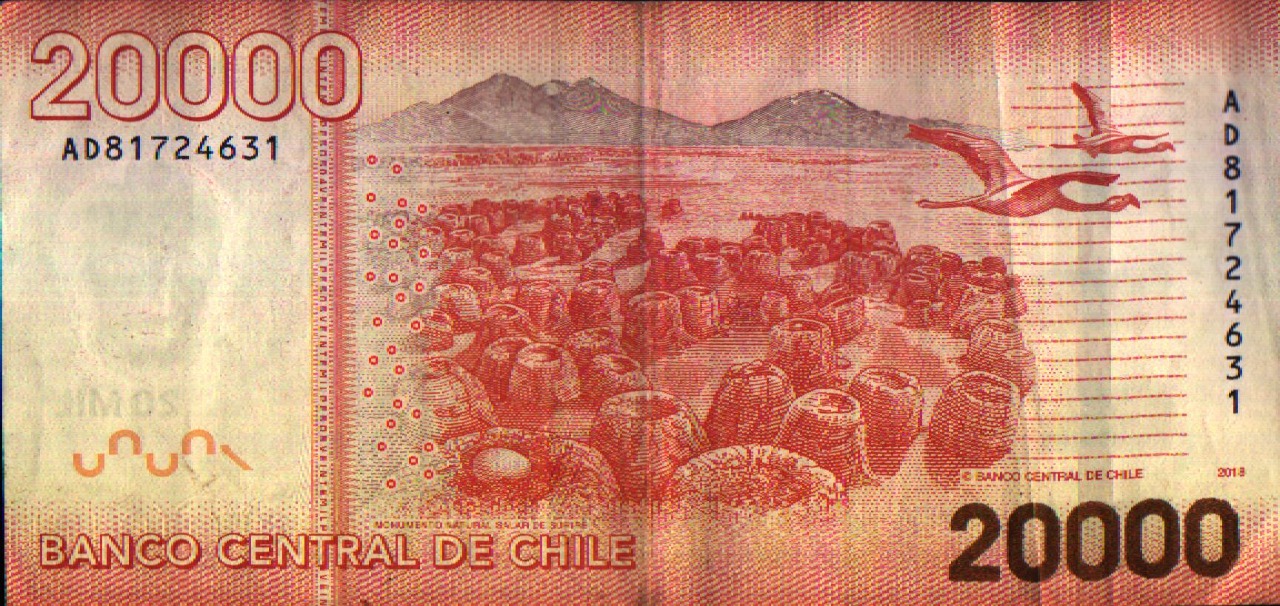 20000
AD81724631
AD81724631
20 MIL
© BANCO CENTRAL DE CHILE
2018
MONUMENTO NATURAL SALAR DE SURIRE
BANCO CENTRAL DE CHILE
20000